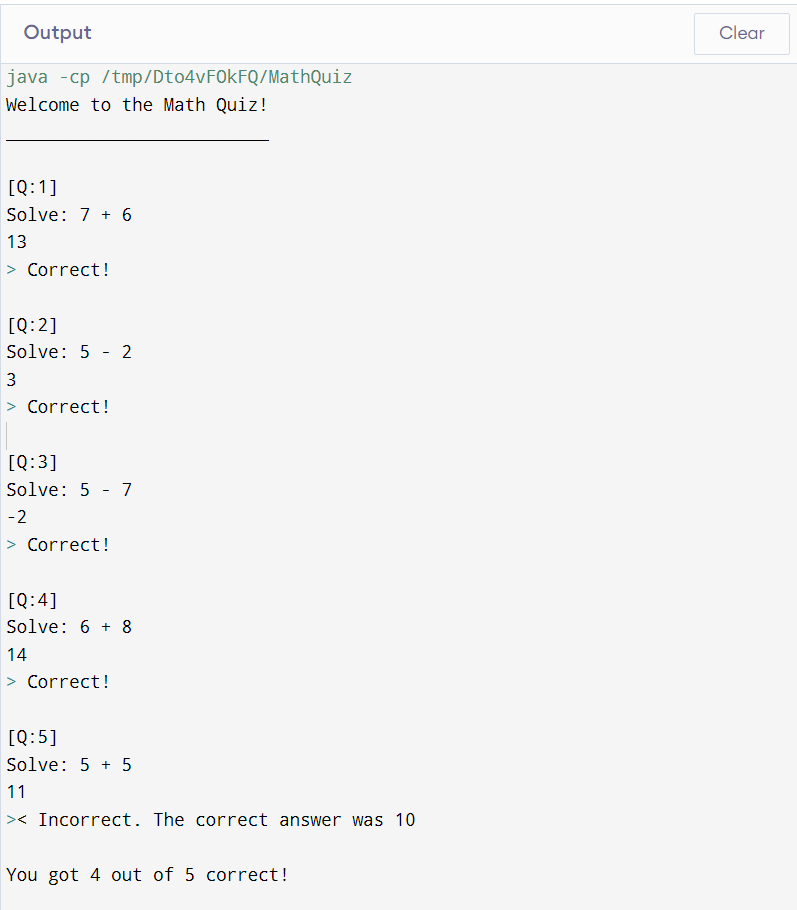 Output
Clear
java -cp /tmp/Dto4vFOkFQ/MathQuiz
Welcome to the Math Quiz!
_________________________
[Q:1]
Solve: 7 + 6
13
> Correct!
[Q:2]
Solve: 5 - 2
3
> Correct!
[Q:3]
Solve: 5 - 7
-2
> Correct!
[Q:4]
Solve: 6 + 8
14
> Correct!
[Q:5]
Solve: 5 + 5
11
>< Incorrect. The correct answer was 10
You got 4 out of 5 correct!